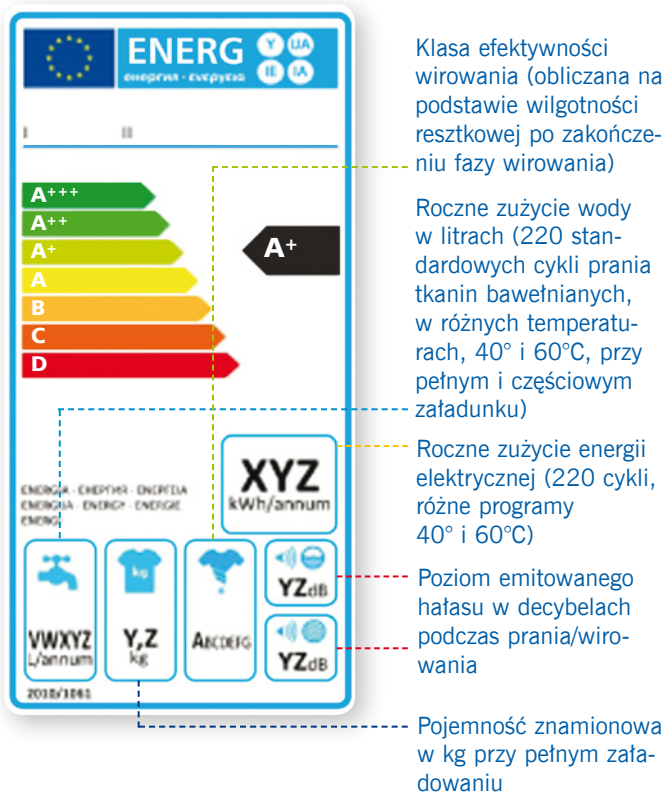 ENERG Y UA
енергия · ενεργεια IE IA
I II
A+++
A++
A+
A
B
C
D
A+
XYZ
kWh/annum
ENERGIA · ЕНЕРГИЯ · ΕΝΕΡΓΕΙΑ
ENERGIJA · ENERGY · ENERGIE
ENERGI
VWXYZ
L/annum
kg
Y,Z
kg
ABCDEFG
YZdB
YZdB
2010/1061
Klasa efektywności
wirowania (obliczana na
podstawie wilgotności
resztkowej po zakończe-
niu fazy wirowania)
Roczne zużycie wody
w litrach (220 stan-
dardowych cykli prania
tkanin bawełnianych,
w różnych temperatu-
rach, 40° i 60°C, przy
pełnym i częściowym
załadunku)
Roczne zużycie energii
elektrycznej (220 cykli,
różne programy
40° i 60°C)
Poziom emitowanego
hałasu w decybelach
podczas prania/wiro-
wania
Pojemność znamionowa
w kg przy pełnym zała-
dowaniu